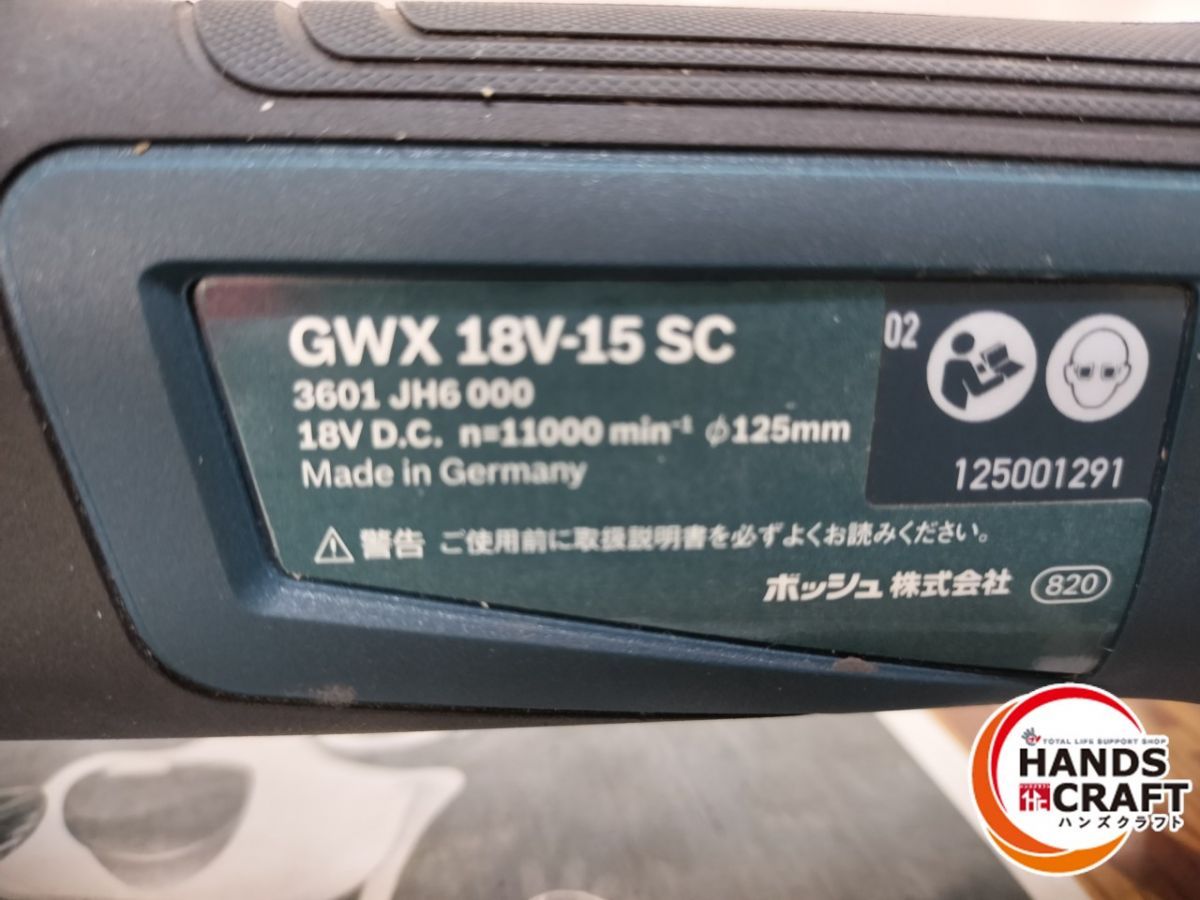 GWX 18V-15 SC
3601 JH6 000
18V D.C. n=11000 min⁻¹ ⌀125mm
Made in Germany
02
125001291
⚠ 警告 ご使用前に取扱説明書を必ずよくお読みください。
ボッシュ 株式会社 820
TOTAL LIFE SUPPORT SHOP
HANDS
CRAFT
ハンズクラフト